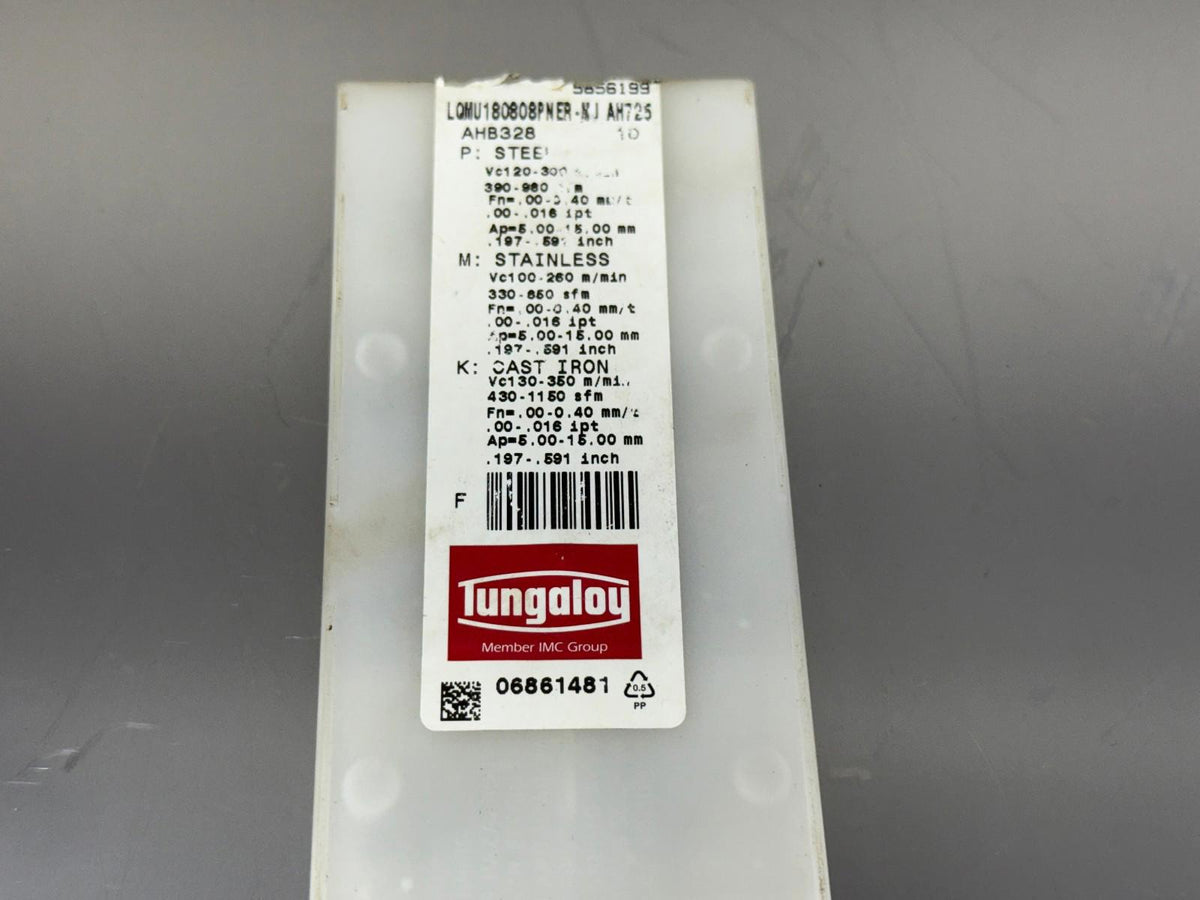 5856199
LQMU180808PNER-MJ AH725
AHB328 10
P: STEEL
Vc120-300
390-980
Fn=.00-0.40 mm/t
.00-.016 ipt
Ap=5.00-15.00 mm
.197-.591 inch
M: STAINLESS
Vc100-260 m/min
330-850 sfm
Fn=.00-0.40 mm/t
.00-.016 ipt
Ap=5.00-15.00 mm
.197-.591 inch
K: CAST IRON
Vc130-350 m/min
430-1150 sfm
Fn=.00-0.40 mm/t
.00-.016 ipt
Ap=5.00-15.00 mm
.197-.591 inch
F
Tungaloy
Member IMC Group
06861481
0.5
PP